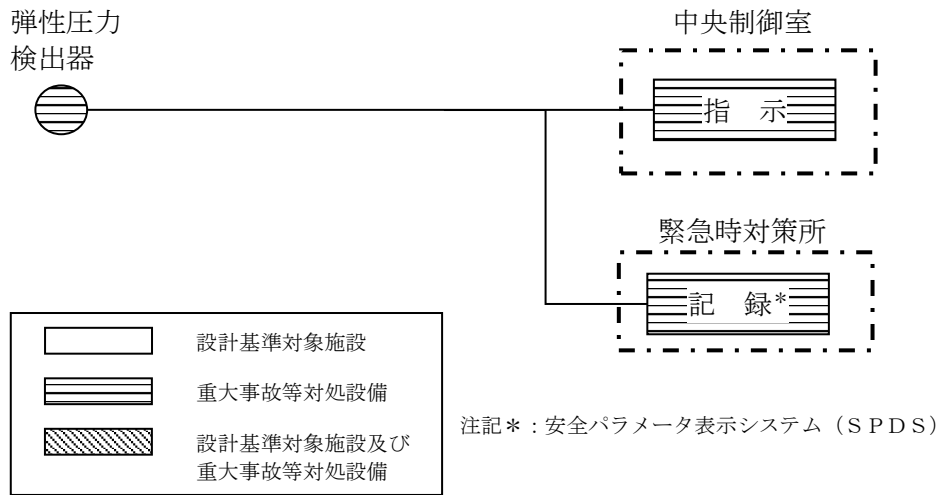 弾性圧力
検出器
中央制御室
指　示
緊急時対策所
記　録*
設計基準対象施設
重大事故等対処設備
設計基準対象施設及び
重大事故等対処設備
注記＊：安全パラメータ表示システム（ＳＰＤＳ）